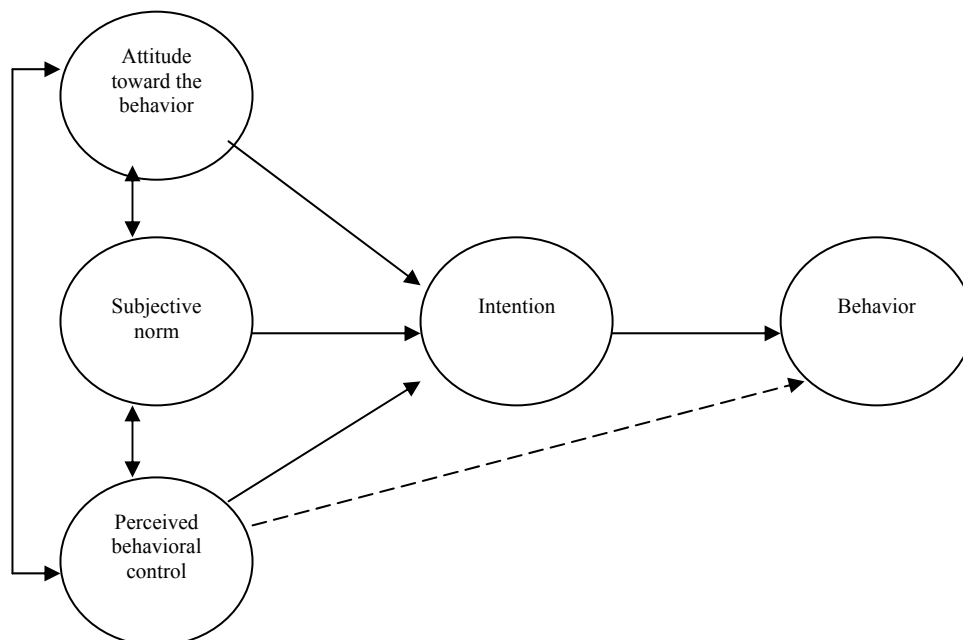 Attitude
toward the
behavior
Subjective
norm
Intention
Behavior
Perceived
behavioral
control